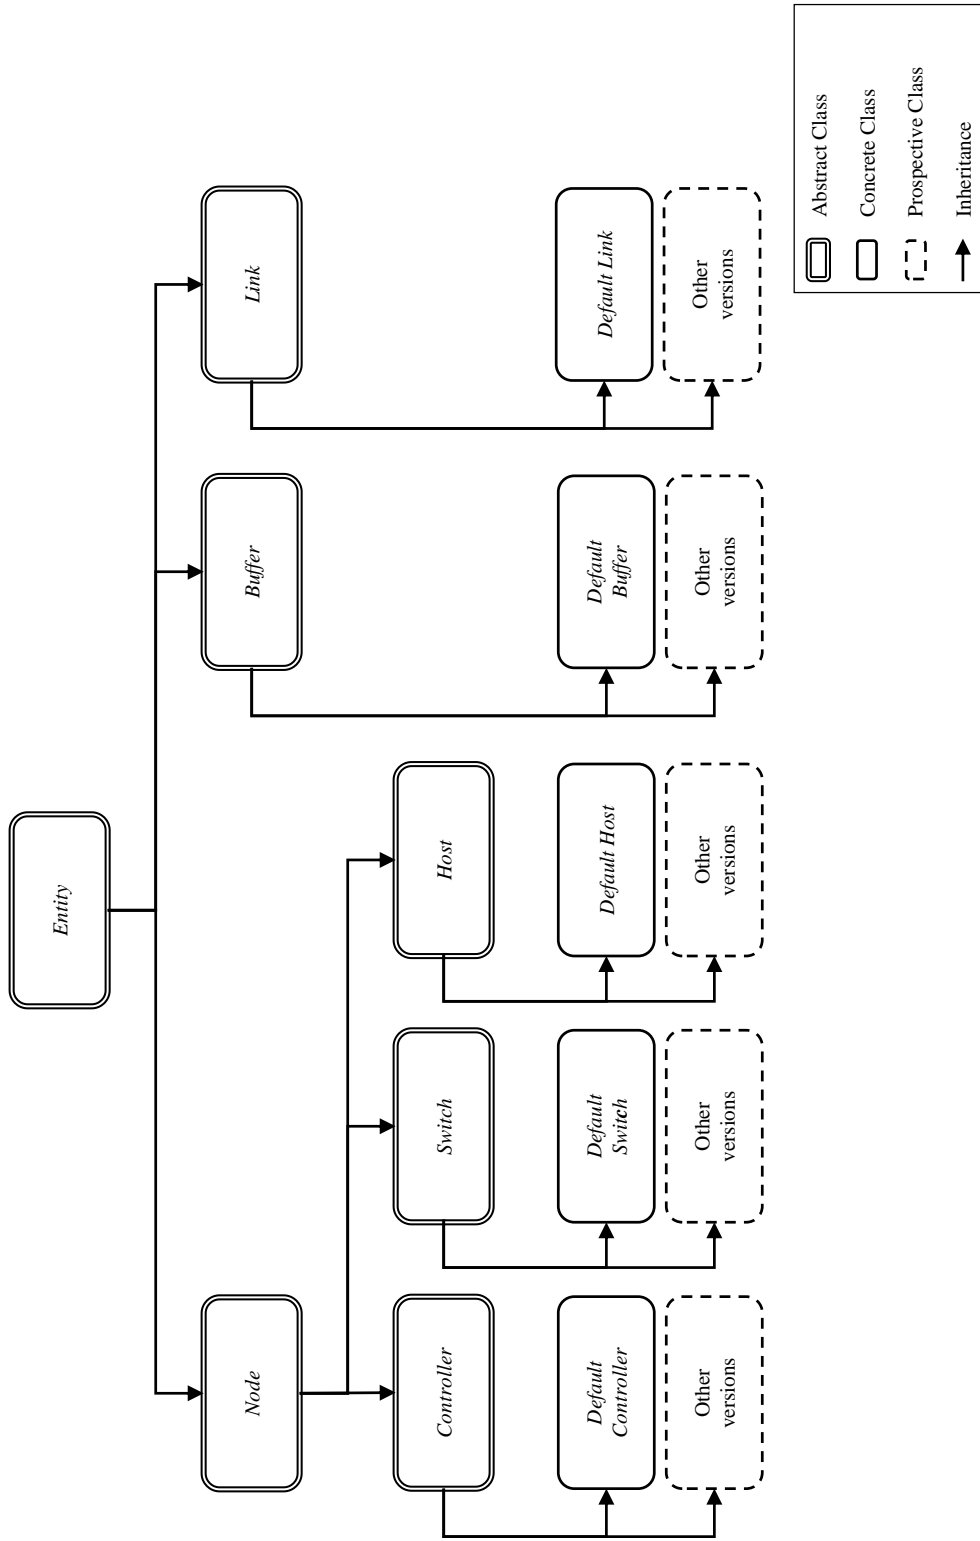 Entity
Node
Buffer
Link
Controller
Switch
Host
Default
Controller
Default
Switch
Default Host
Default
Buffer
Default Link
Other
versions
Other
versions
Other
versions
Other
versions
Other
versions
Abstract Class
Concrete Class
Prospective Class
Inheritance